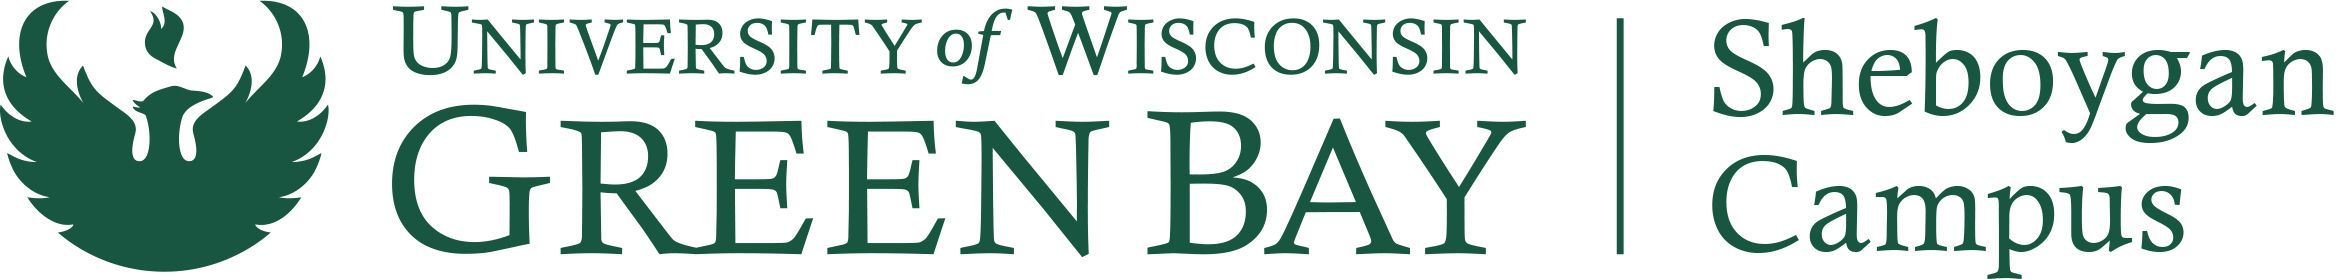 UNIVERSITY of WISCONSIN
GREEN BAY
Sheboygan
Campus